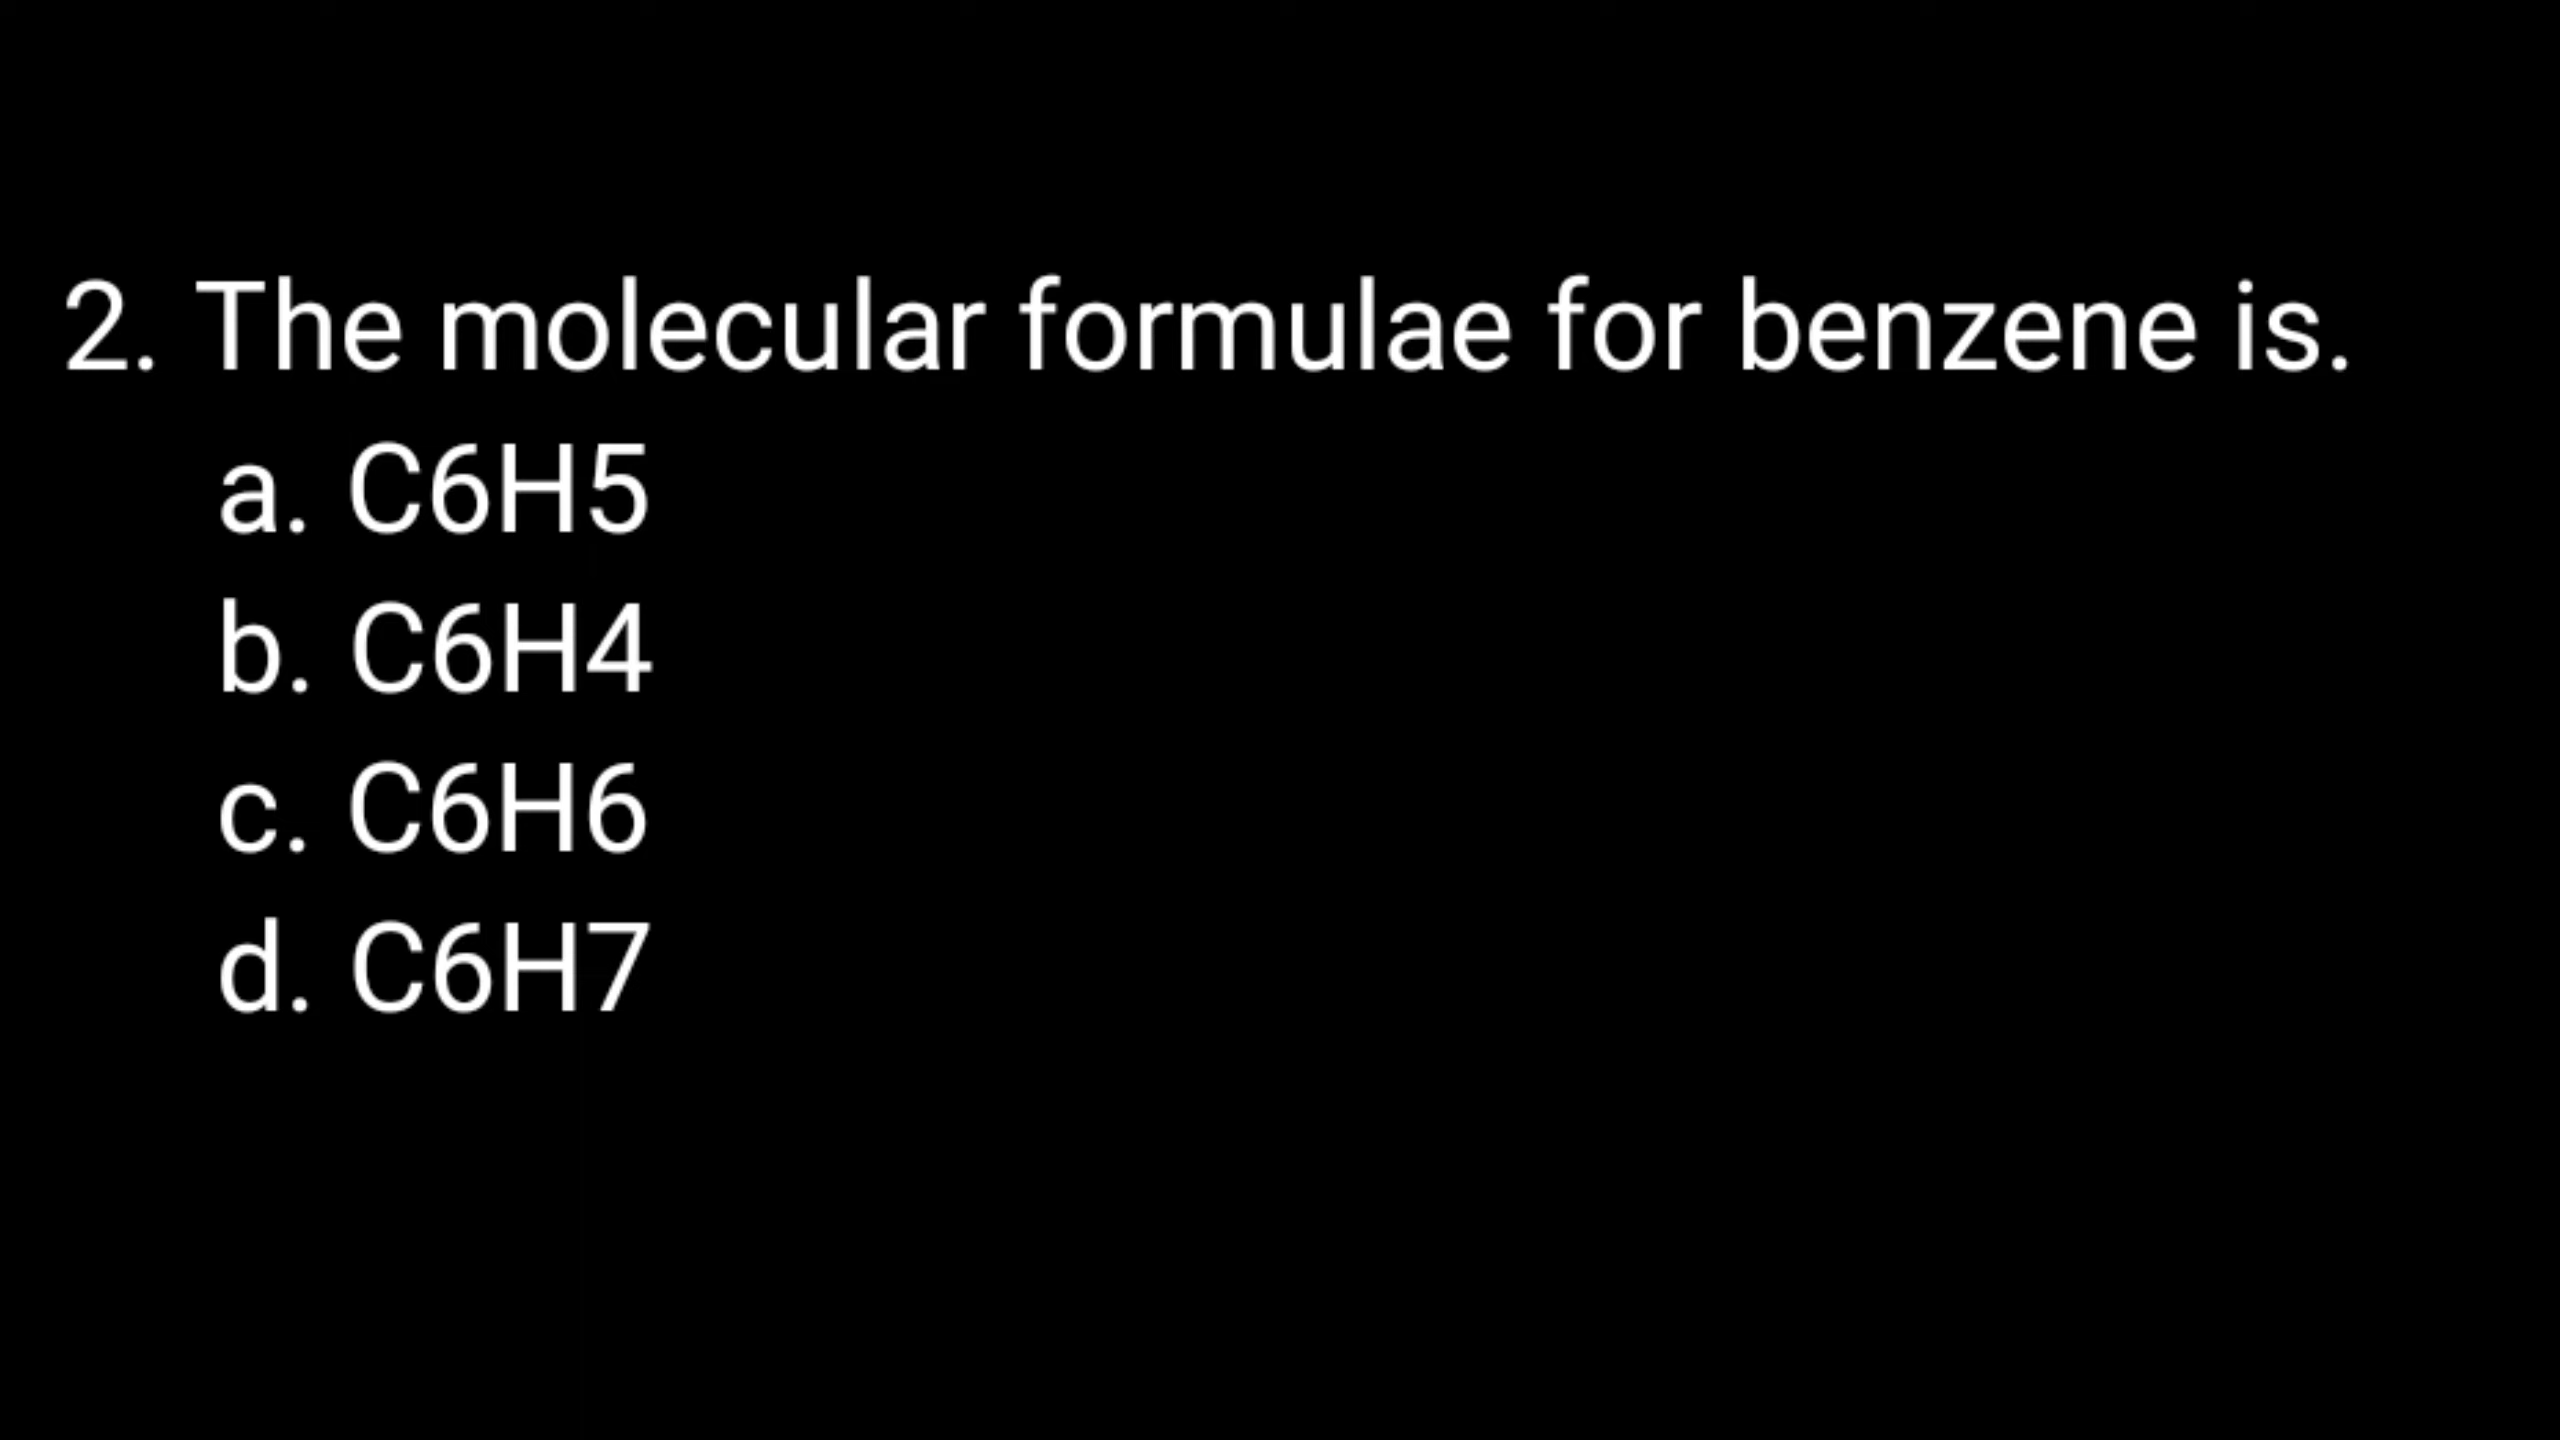 2. The molecular formulae for benzene is.
a. C6H5
b. C6H4
c. C6H6
d. C6H7